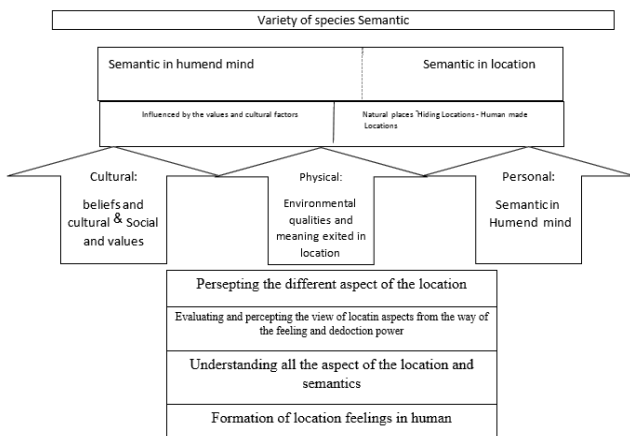 Variety of species Semantic
Semantic in humend mind
Semantic in location
Influenced by the values and cultural factors
Natural places "Hiding Locations - Human made
Locations
Cultural:
beliefs and
cultural & Social
and values
Physical:
Environmental
qualities and
meaning exited in
location
Personal:
Semantic in
Humend mind
Persepting the different aspect of the location
Evaluating and percepting the view of locatin aspects from the way of
the feeling and dedoction power
Understanding all the aspect of the location and
semantics
Formation of location feelings in human